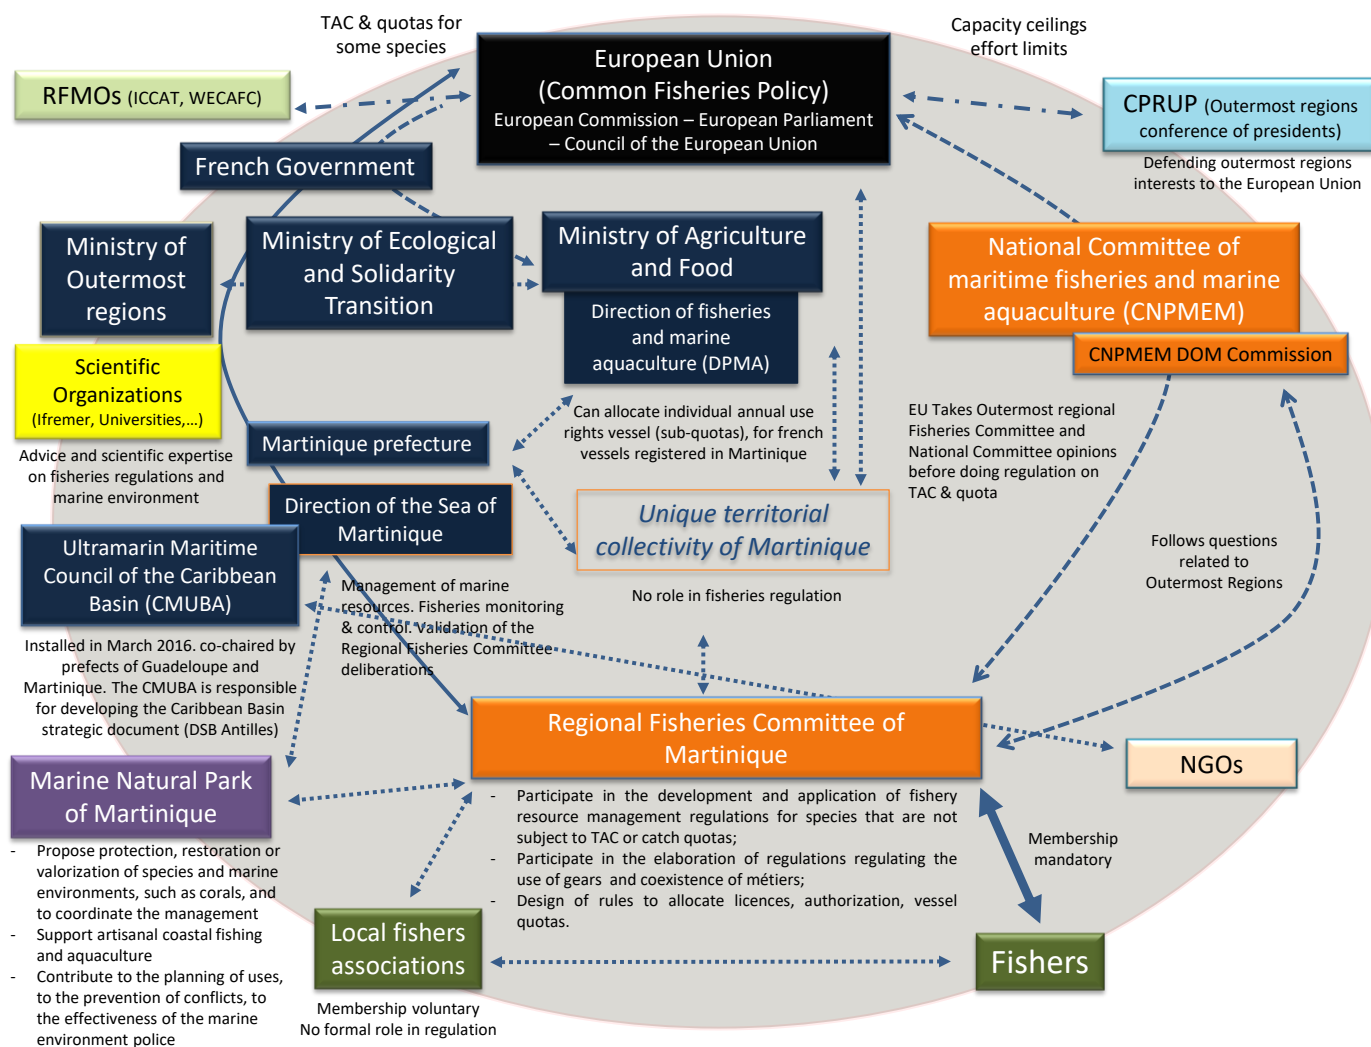 TAC & quotas for
some species
Capacity ceilings
effort limits
European Union
(Common Fisheries Policy)
European Commission – European Parliament
– Council of the European Union
RFMOs (ICCAT, WECAFC)
CPRUP (Outermost regions
conference of presidents)
Defending outermost regions
interests to the European Union
French Government
Ministry of
Outermost
regions
Ministry of Ecological
and Solidarity
Transition
Ministry of Agriculture
and Food
Direction of fisheries
and marine
aquaculture (DPMA)
National Committee of
maritime fisheries and marine
aquaculture (CNPMEM)
CNPMEM DOM Commission
Scientific
Organizations
(Ifremer, Universities,...)
Advice and scientific expertise
on fisheries regulations and
marine environment
Martinique prefecture
Can allocate individual annual use
rights vessel (sub-quotas), for french
vessels registered in Martinique
EU Takes Outermost regional
Fisheries Committee and
National Committee opinions
before doing regulation on
TAC & quota
Direction of the Sea of
Martinique
Unique territorial
collectivity of Martinique
No role in fisheries regulation
Follows questions
related to
Outermost Regions
Ultramarin Maritime
Council of the Caribbean
Basin (CMUBA)
Management of marine
resources. Fisheries monitoring
& control. Validation of the
Regional Fisheries Committee
deliberations
Installed in March 2016. co-chaired by
prefects of Guadeloupe and
Martinique. The CMUBA is responsible
for developing the Caribbean Basin
strategic document (DSB Antilles)
Regional Fisheries Committee of
Martinique
NGOs
Marine Natural Park
of Martinique
- Propose protection, restoration or
valorization of species and marine
environments, such as corals, and
to coordinate the management
- Support artisanal coastal fishing
and aquaculture
- Contribute to the planning of uses,
to the prevention of conflicts, to
the effectiveness of the marine
environment police
- Participate in the development and application of fishery
resource management regulations for species that are not
subject to TAC or catch quotas;
- Participate in the elaboration of regulations regulating the
use of gears and coexistence of métiers;
- Design of rules to allocate licences, authorization, vessel
quotas.
Membership
mandatory
Local fishers
associations
Membership voluntary
No formal role in regulation
Fishers